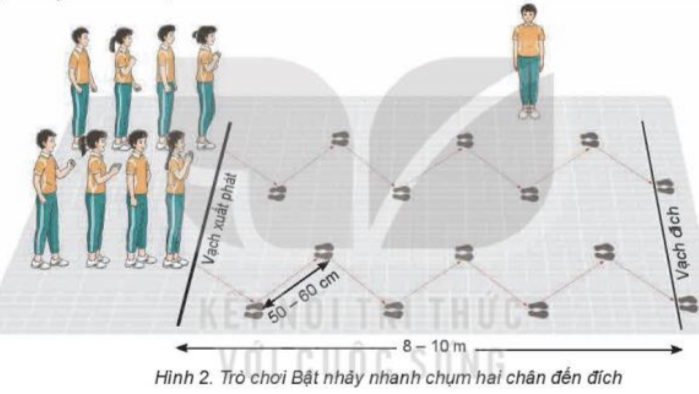 Vạch xuất phát
50 – 60 cm
Vạch đích
KẾT NỐI TRI THỨC
VỚI CUỘC SỐNG
8 – 10 m
Hình 2. Trò chơi Bật nhảy nhanh chụm hai chân đến đích